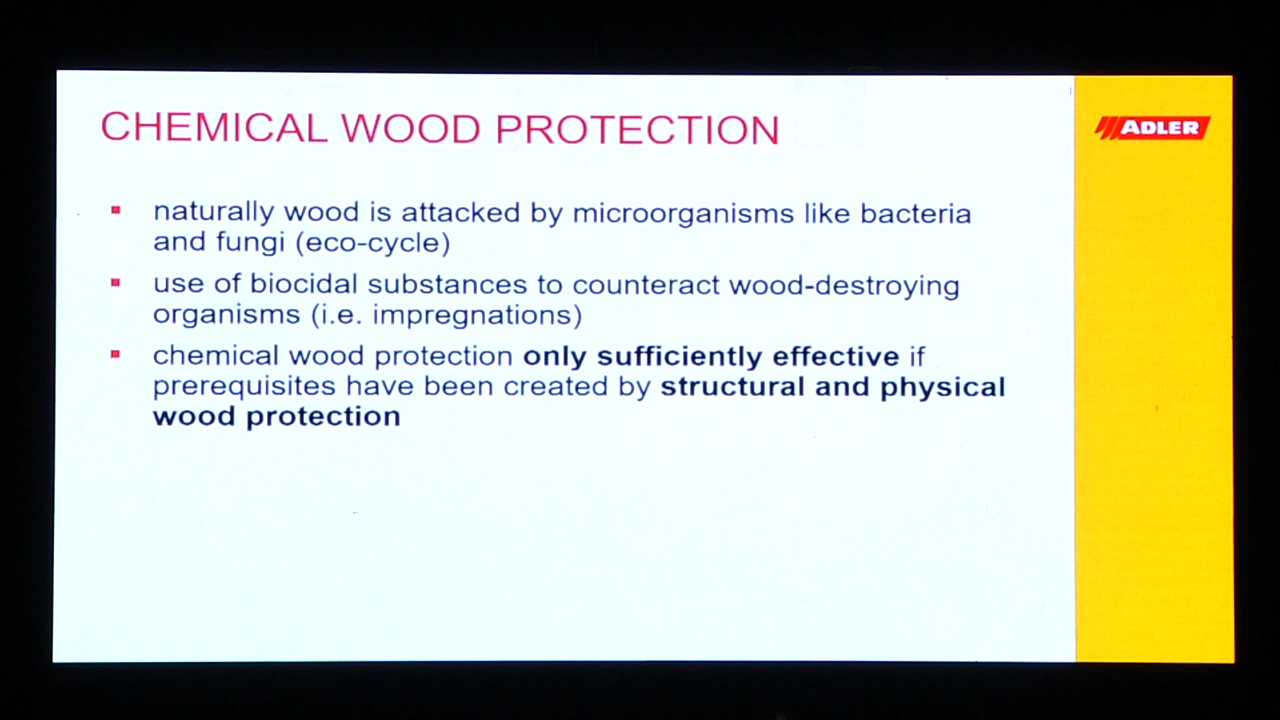 CHEMICAL WOOD PROTECTION
ADLER
naturally wood is attacked by microorganisms like bacteria
and fungi (eco-cycle)
use of biocidal substances to counteract wood-destroying
organisms (i.e. impregnations)
chemical wood protection only sufficiently effective if
prerequisites have been created by structural and physical
wood protection